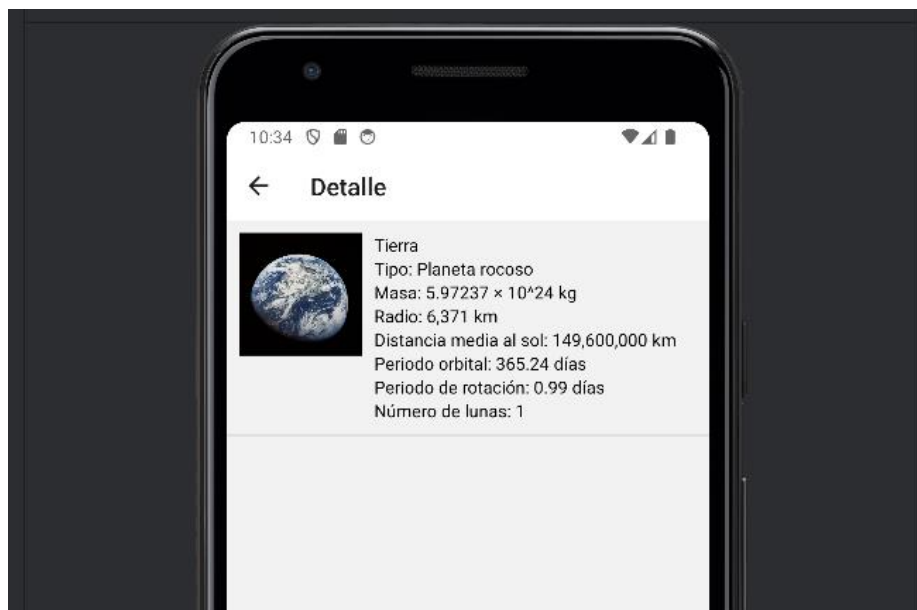 10:34
Detalle
Tierra
Tipo: Planeta rocoso
Masa: 5.97237 × 10^24 kg
Radio: 6,371 km
Distancia media al sol: 149,600,000 km
Periodo orbital: 365.24 días
Periodo de rotación: 0.99 días
Número de lunas: 1